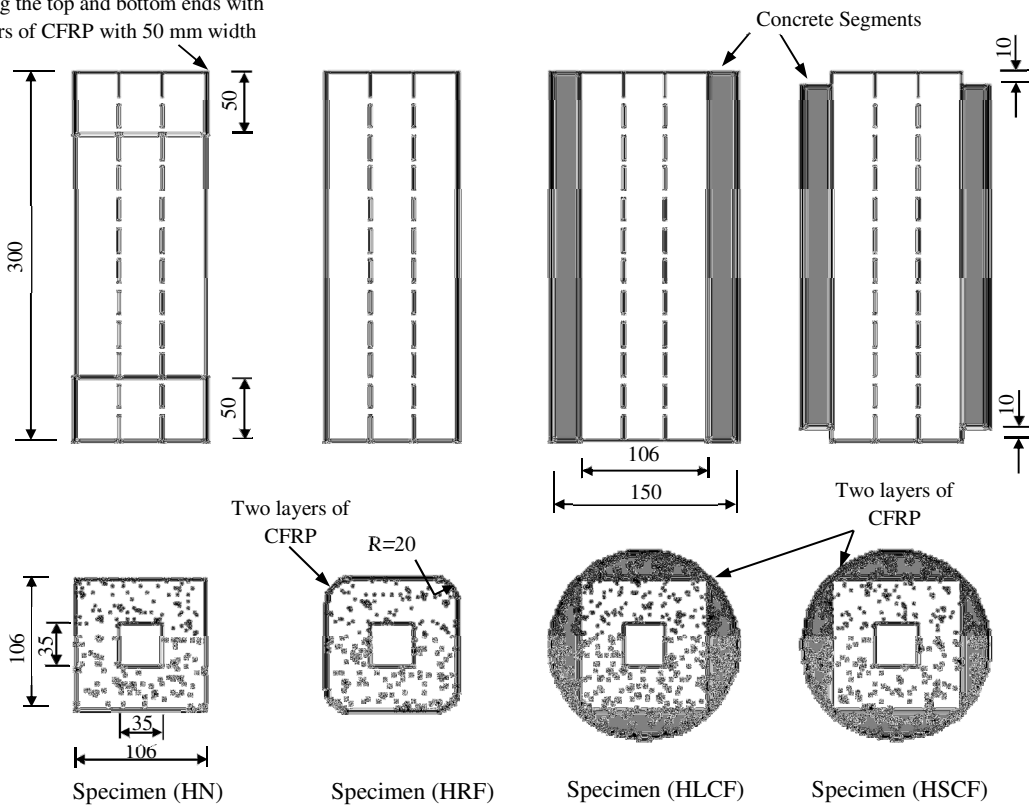 g the top and bottom ends with
rs of CFRP with 50 mm width
Concrete Segments
10
50
300
50
10
106
150
Two layers of
CFRP
R=20
Two layers of
CFRP
106
35
35
106
Specimen (HN)
Specimen (HRF)
Specimen (HLCF)
Specimen (HSCF)